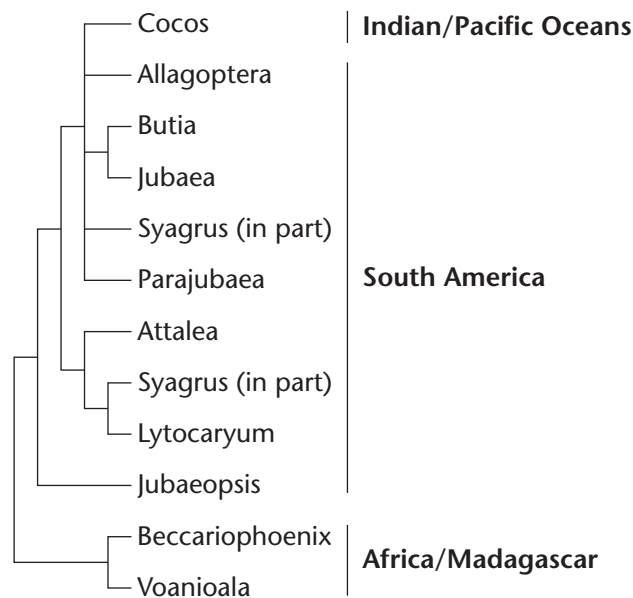 Cocos
Indian/Pacific Oceans
Allagoptera
Butia
Jubaea
Syagrus (in part)
South America
Parajubaea
Attalea
Syagrus (in part)
Lytocaryum
Jubaeopsis
Beccariophoenix
Africa/Madagascar
Voanioala